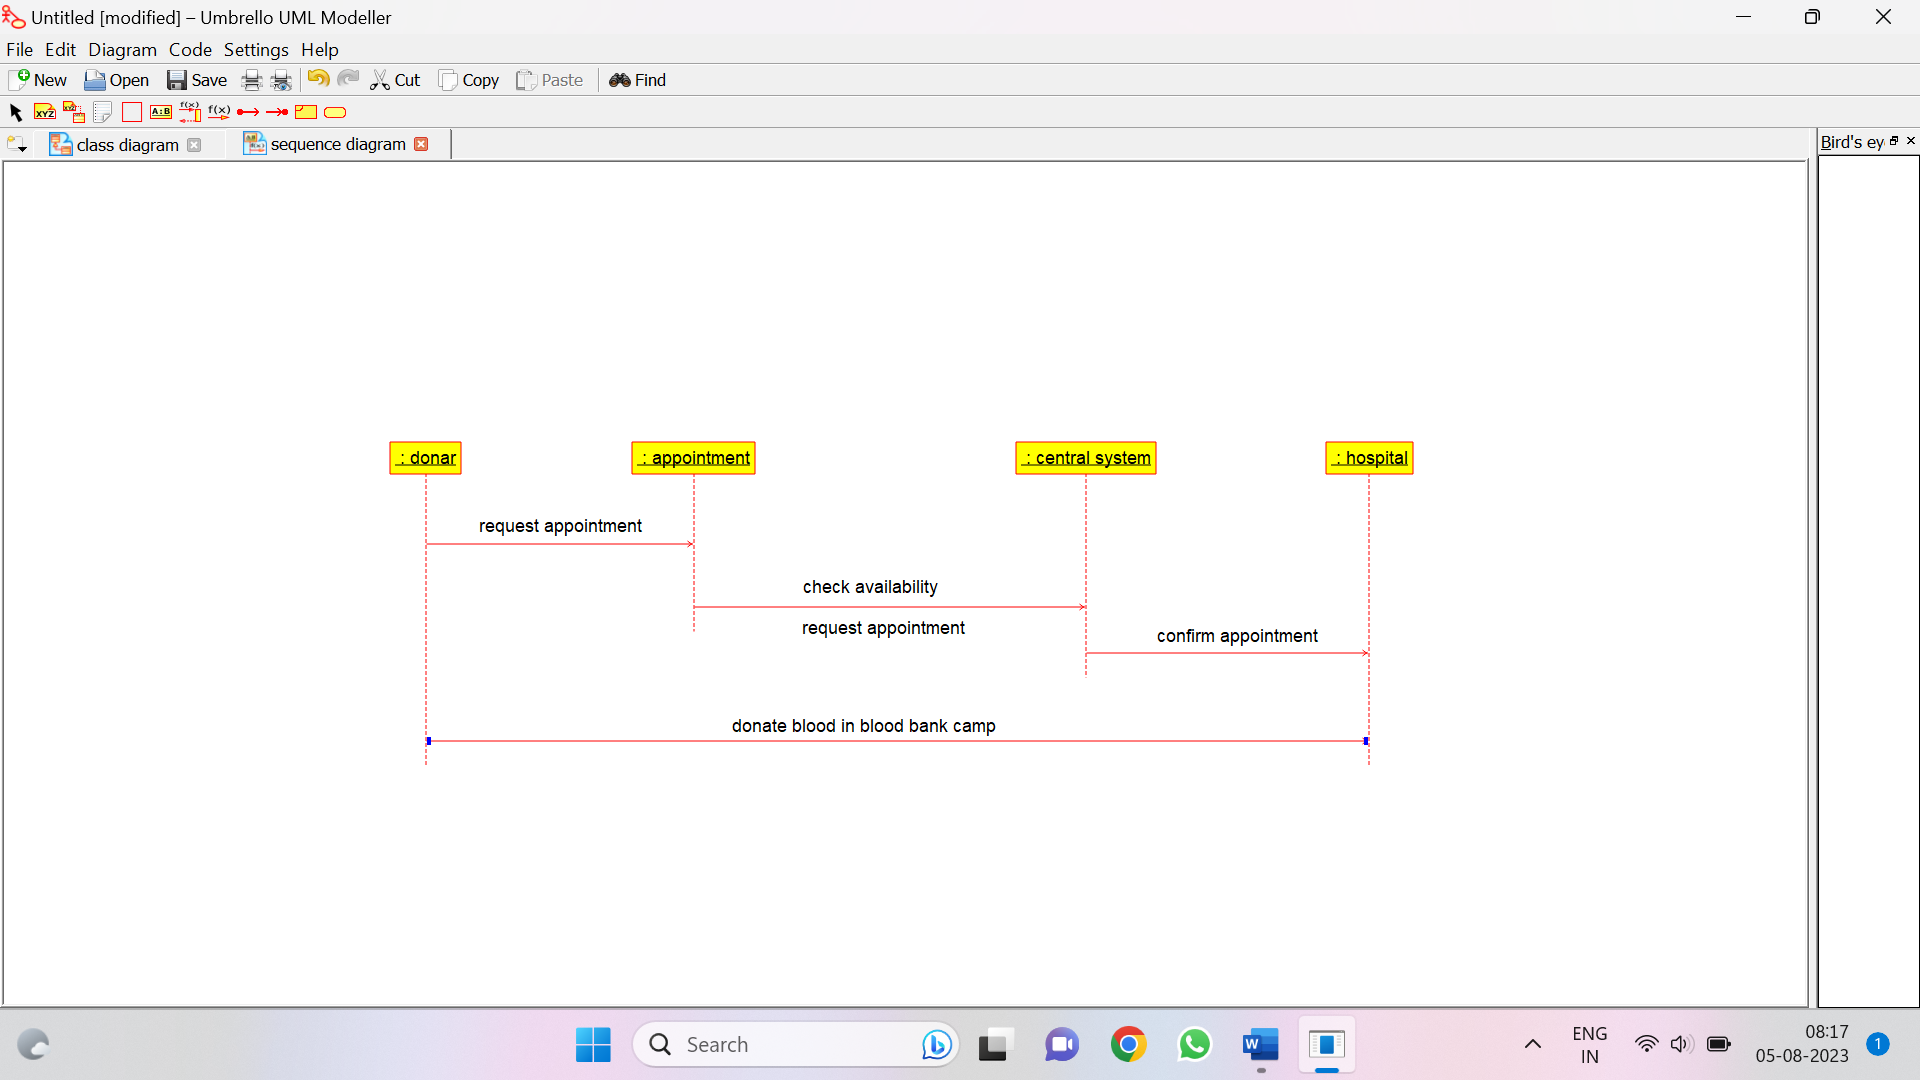 Untitled [modified] – Umbrello UML Modeller
File Edit Diagram Code Settings Help
New Open Save Cut Copy Paste Find
XYZ XYZ A:B f(x) f(x)
class diagram sequence diagram Bird's ey
: donar : appointment : central system : hospital
request appointment
check availability
request appointment
confirm appointment
donate blood in blood bank camp
Search
W
ENG
IN
08:17
05-08-2023
1